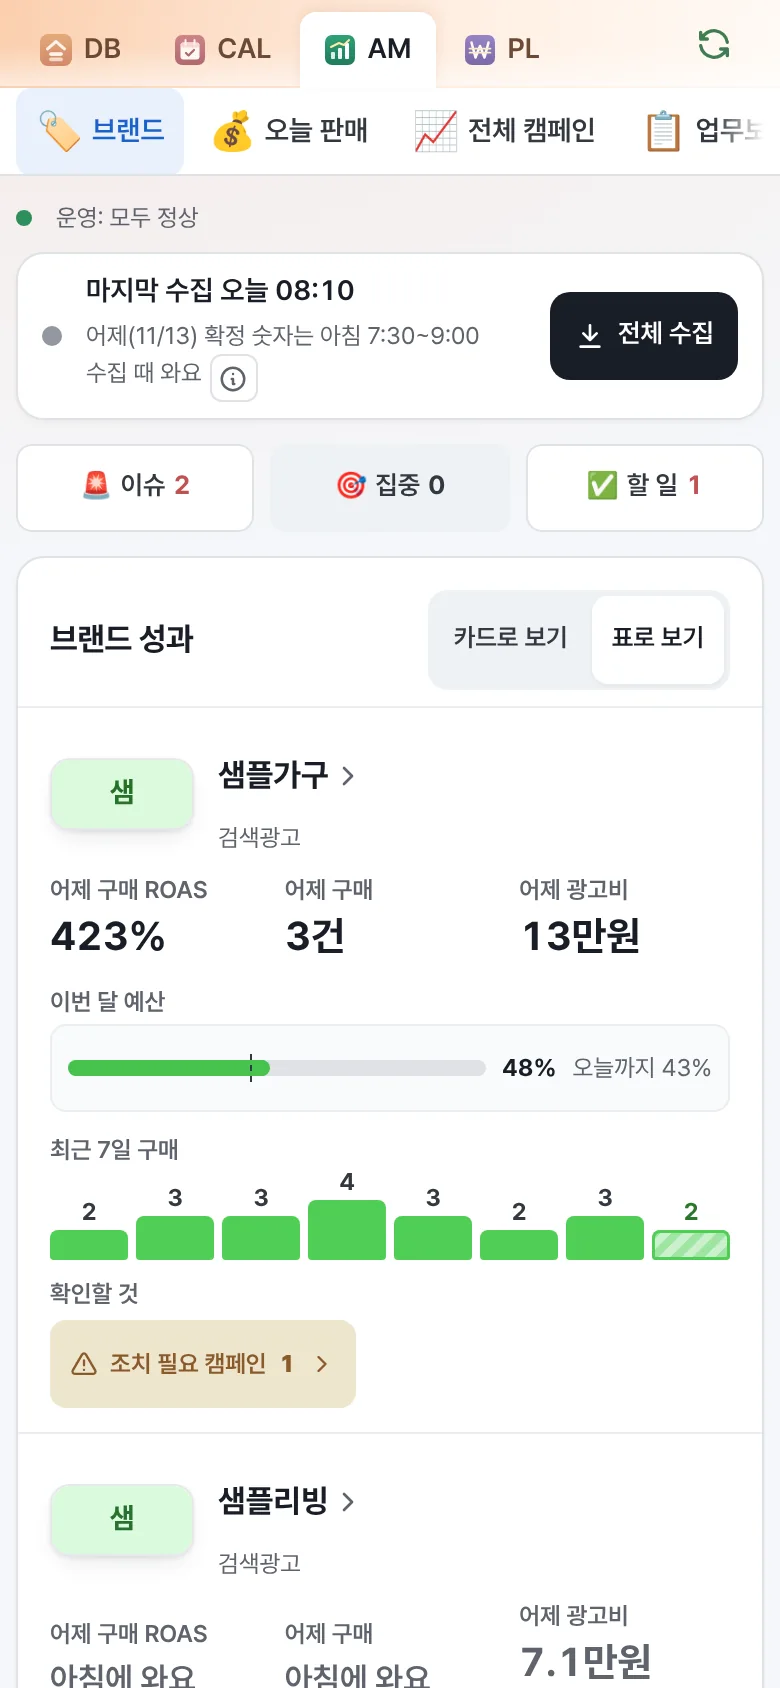 DB CAL AM PL
브랜드 오늘 판매 전체 캠페인 업무보
운영: 모두 정상
마지막 수집 오늘 08:10
어제(11/13) 확정 숫자는 아침 7:30~9:00
수집 때 와요
전체 수집
이슈 2 집중 0 할 일 1
브랜드 성과
카드로 보기 표로 보기
샘
샘플가구
검색광고
어제 구매 ROAS 어제 구매 어제 광고비
423% 3건 13만원
이번 달 예산
48% 오늘까지 43%
최근 7일 구매
2 3 3 4 3 2 3 2
확인할 것
조치 필요 캠페인 1
샘
샘플리빙
검색광고
어제 구매 ROAS 어제 구매 어제 광고비
아침에 와요 아침에 와요 7.1만원